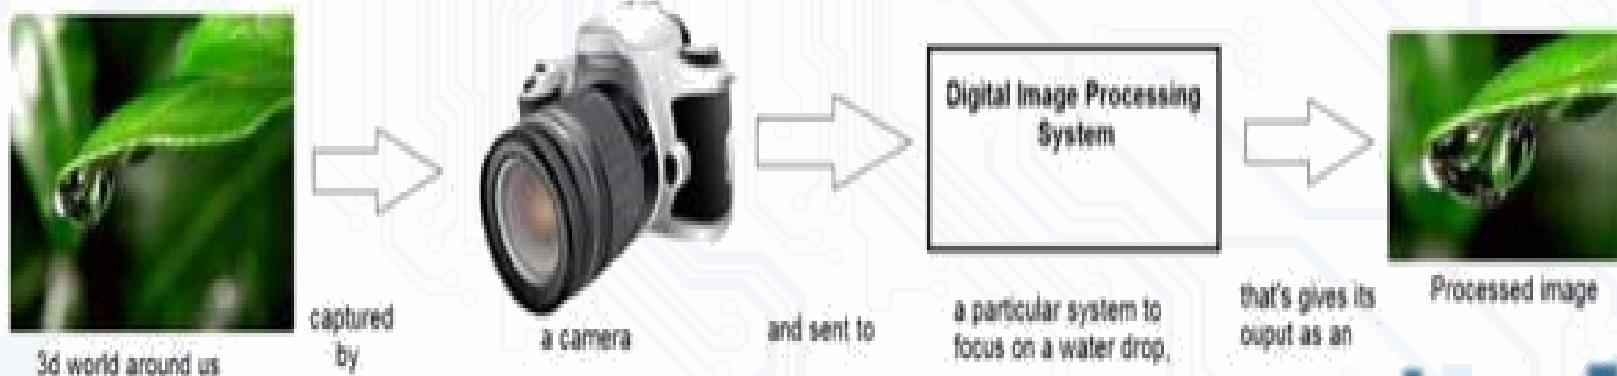 3d world around us
captured
by
a camera
and sent to
Digital Image Processing
System
a particular system to
focus on a water drop,
that's gives its
ouput as an
Processed image